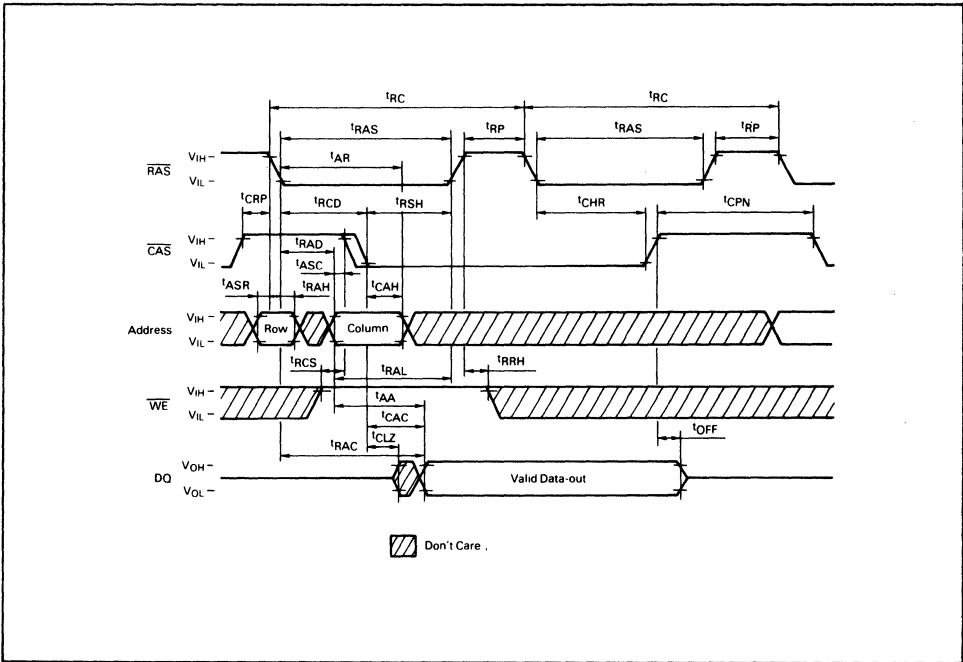 tRC tRC
tRAS tRP tRAS tRP
tAR
RAS VIH –
VIL –
tCRP tRCD tRSH tCHR tCPN
CAS VIH –
VIL –
tRAD
tASC
tASR tRAH tCAH
Address VIH –
VIL –
Row Column
tRCS tRAL tRRH
WE VIH –
VIL –
tAA
tCAC
tCLZ tOFF
tRAC
DQ VOH –
VOL –
Valid Data-out
Don't Care .